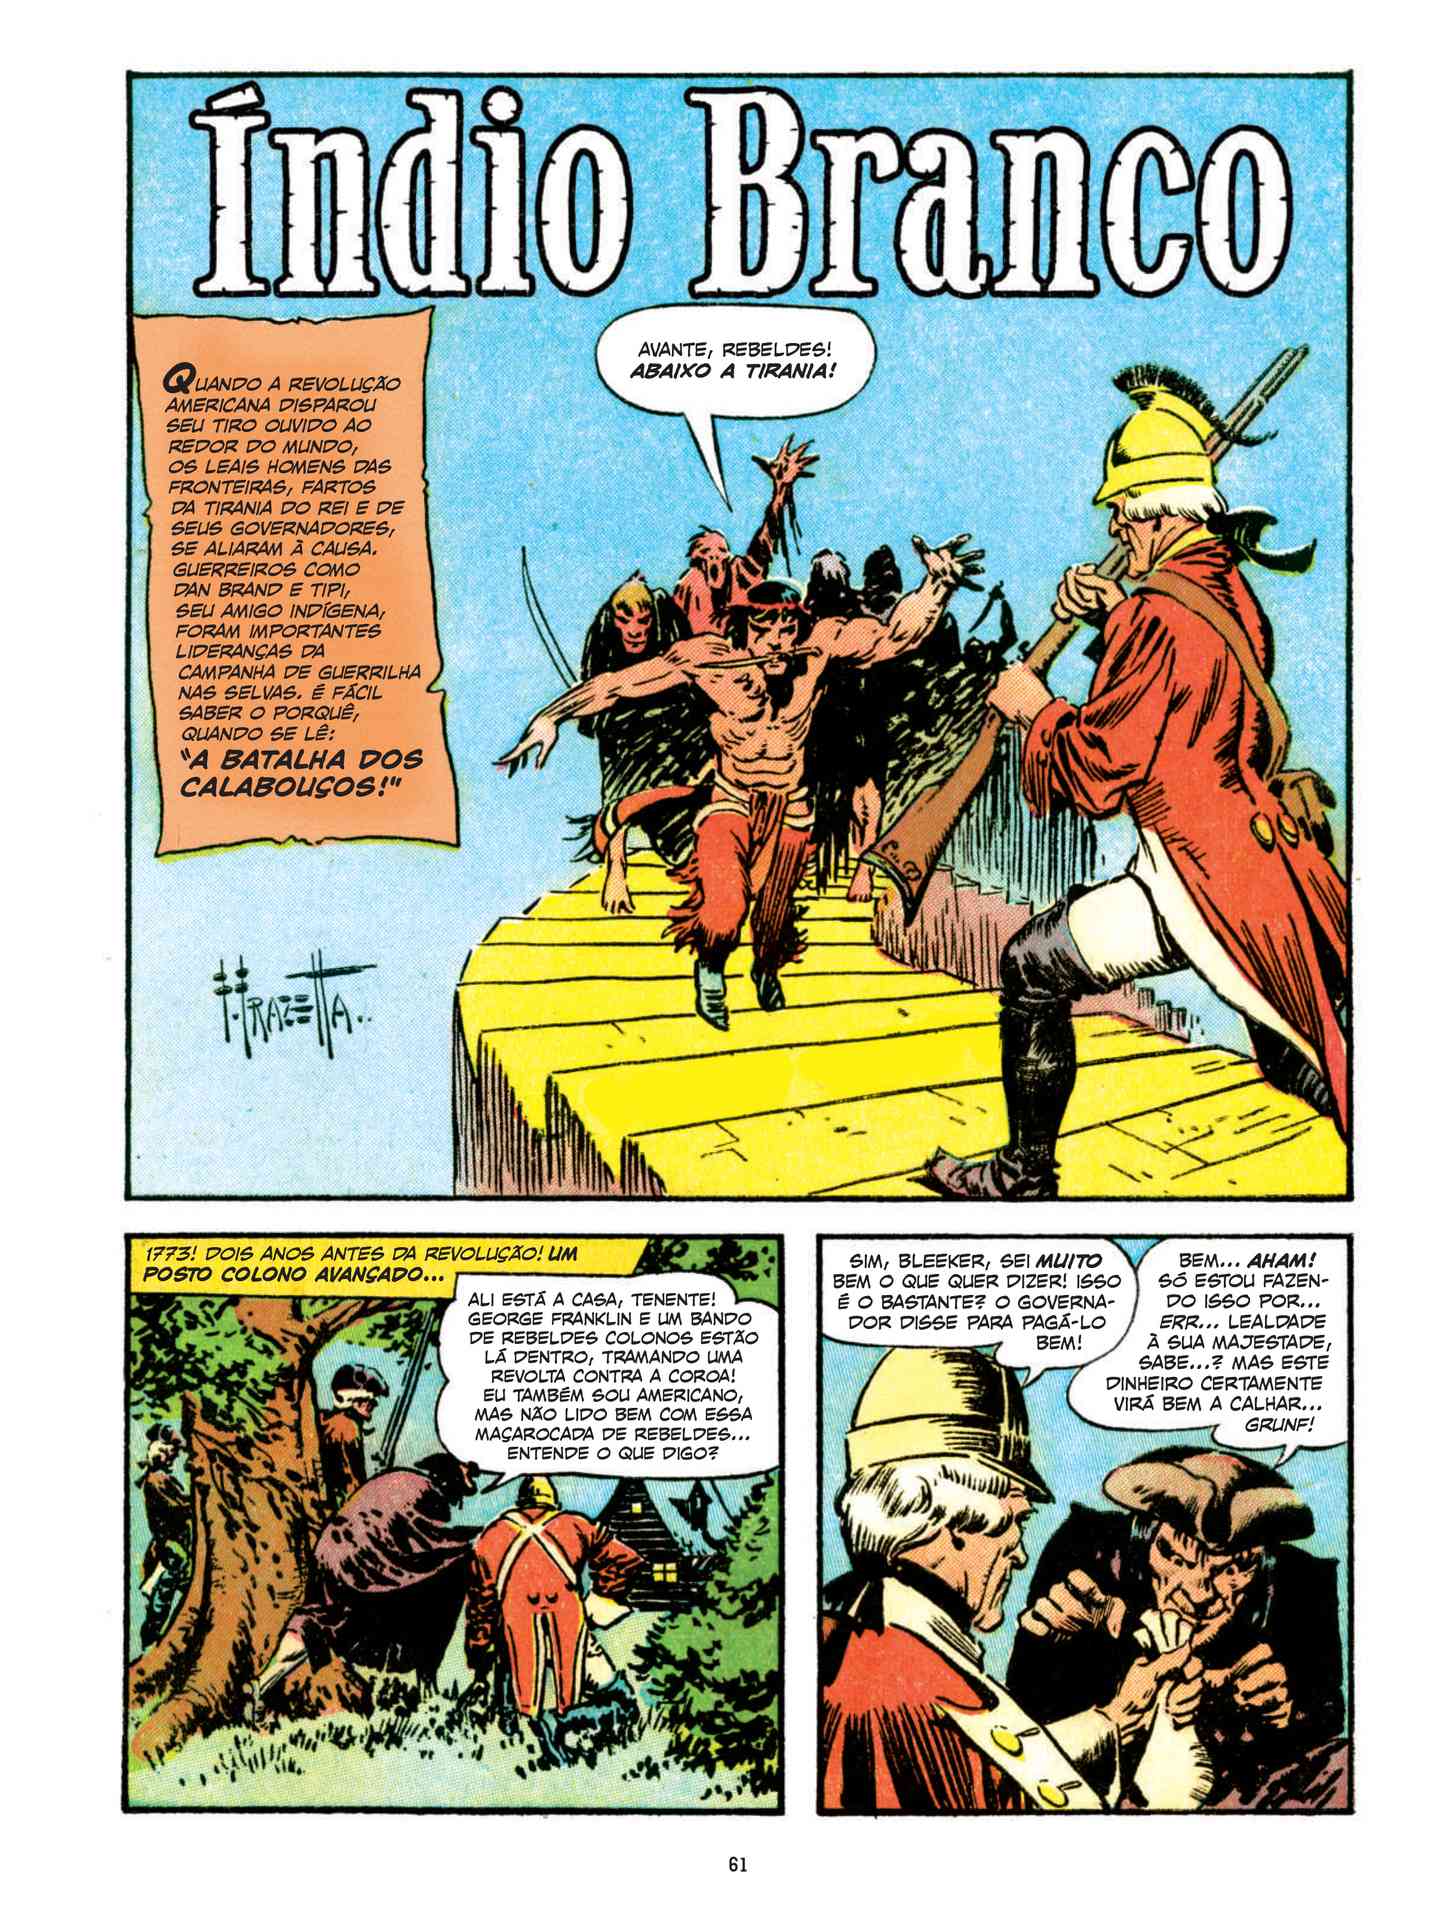 Índio Branco
AVANTE, REBELDES!
ABAIXO A TIRANIA!
QUANDO A REVOLUÇÃO
AMERICANA DISPAROU
SEU TIRO OUVIDO AO
REDOR DO MUNDO,
OS LEAIS HOMENS DAS
FRONTEIRAS, FARTOS
DA TIRANIA DO REI E DE
SEUS GOVERNADORES,
SE ALIARAM À CAUSA.
GUERREIROS COMO
DAN BRAND E TIPI,
SEU AMIGO INDÍGENA,
FORAM IMPORTANTES
LIDERANÇAS DA
CAMPANHA DE GUERRILHA
NAS SELVAS. É FÁCIL
SABER O PORQUÊ,
QUANDO SE LÊ:
"A BATALHA DOS
CALABOUÇOS!"
F. FRAZETTA..
1773! DOIS ANOS ANTES DA REVOLUÇÃO! UM
POSTO COLONO AVANÇADO...
ALI ESTÁ A CASA, TENENTE!
GEORGE FRANKLIN E UM BANDO
DE REBELDES COLONOS ESTÃO
LÁ DENTRO, TRAMANDO UMA
REVOLTA CONTRA A COROA!
EU TAMBÉM SOU AMERICANO,
MAS NÃO LIDO BEM COM ESSA
MAÇAROCADA DE REBELDES...
ENTENDE O QUE DIGO?
SIM, BLEEKER, SEI MUITO
BEM O QUE QUER DIZER! ISSO
É O BASTANTE? O GOVERNA-
DOR DISSE PARA PAGÁ-LO
BEM!
BEM... AHAM!
SÓ ESTOU FAZEN-
DO ISSO POR...
ERR... LEALDADE
À SUA MAJESTADE,
SABE...? MAS ESTE
DINHEIRO CERTAMENTE
VIRÁ BEM A CALHAR...
GRUNF!
61